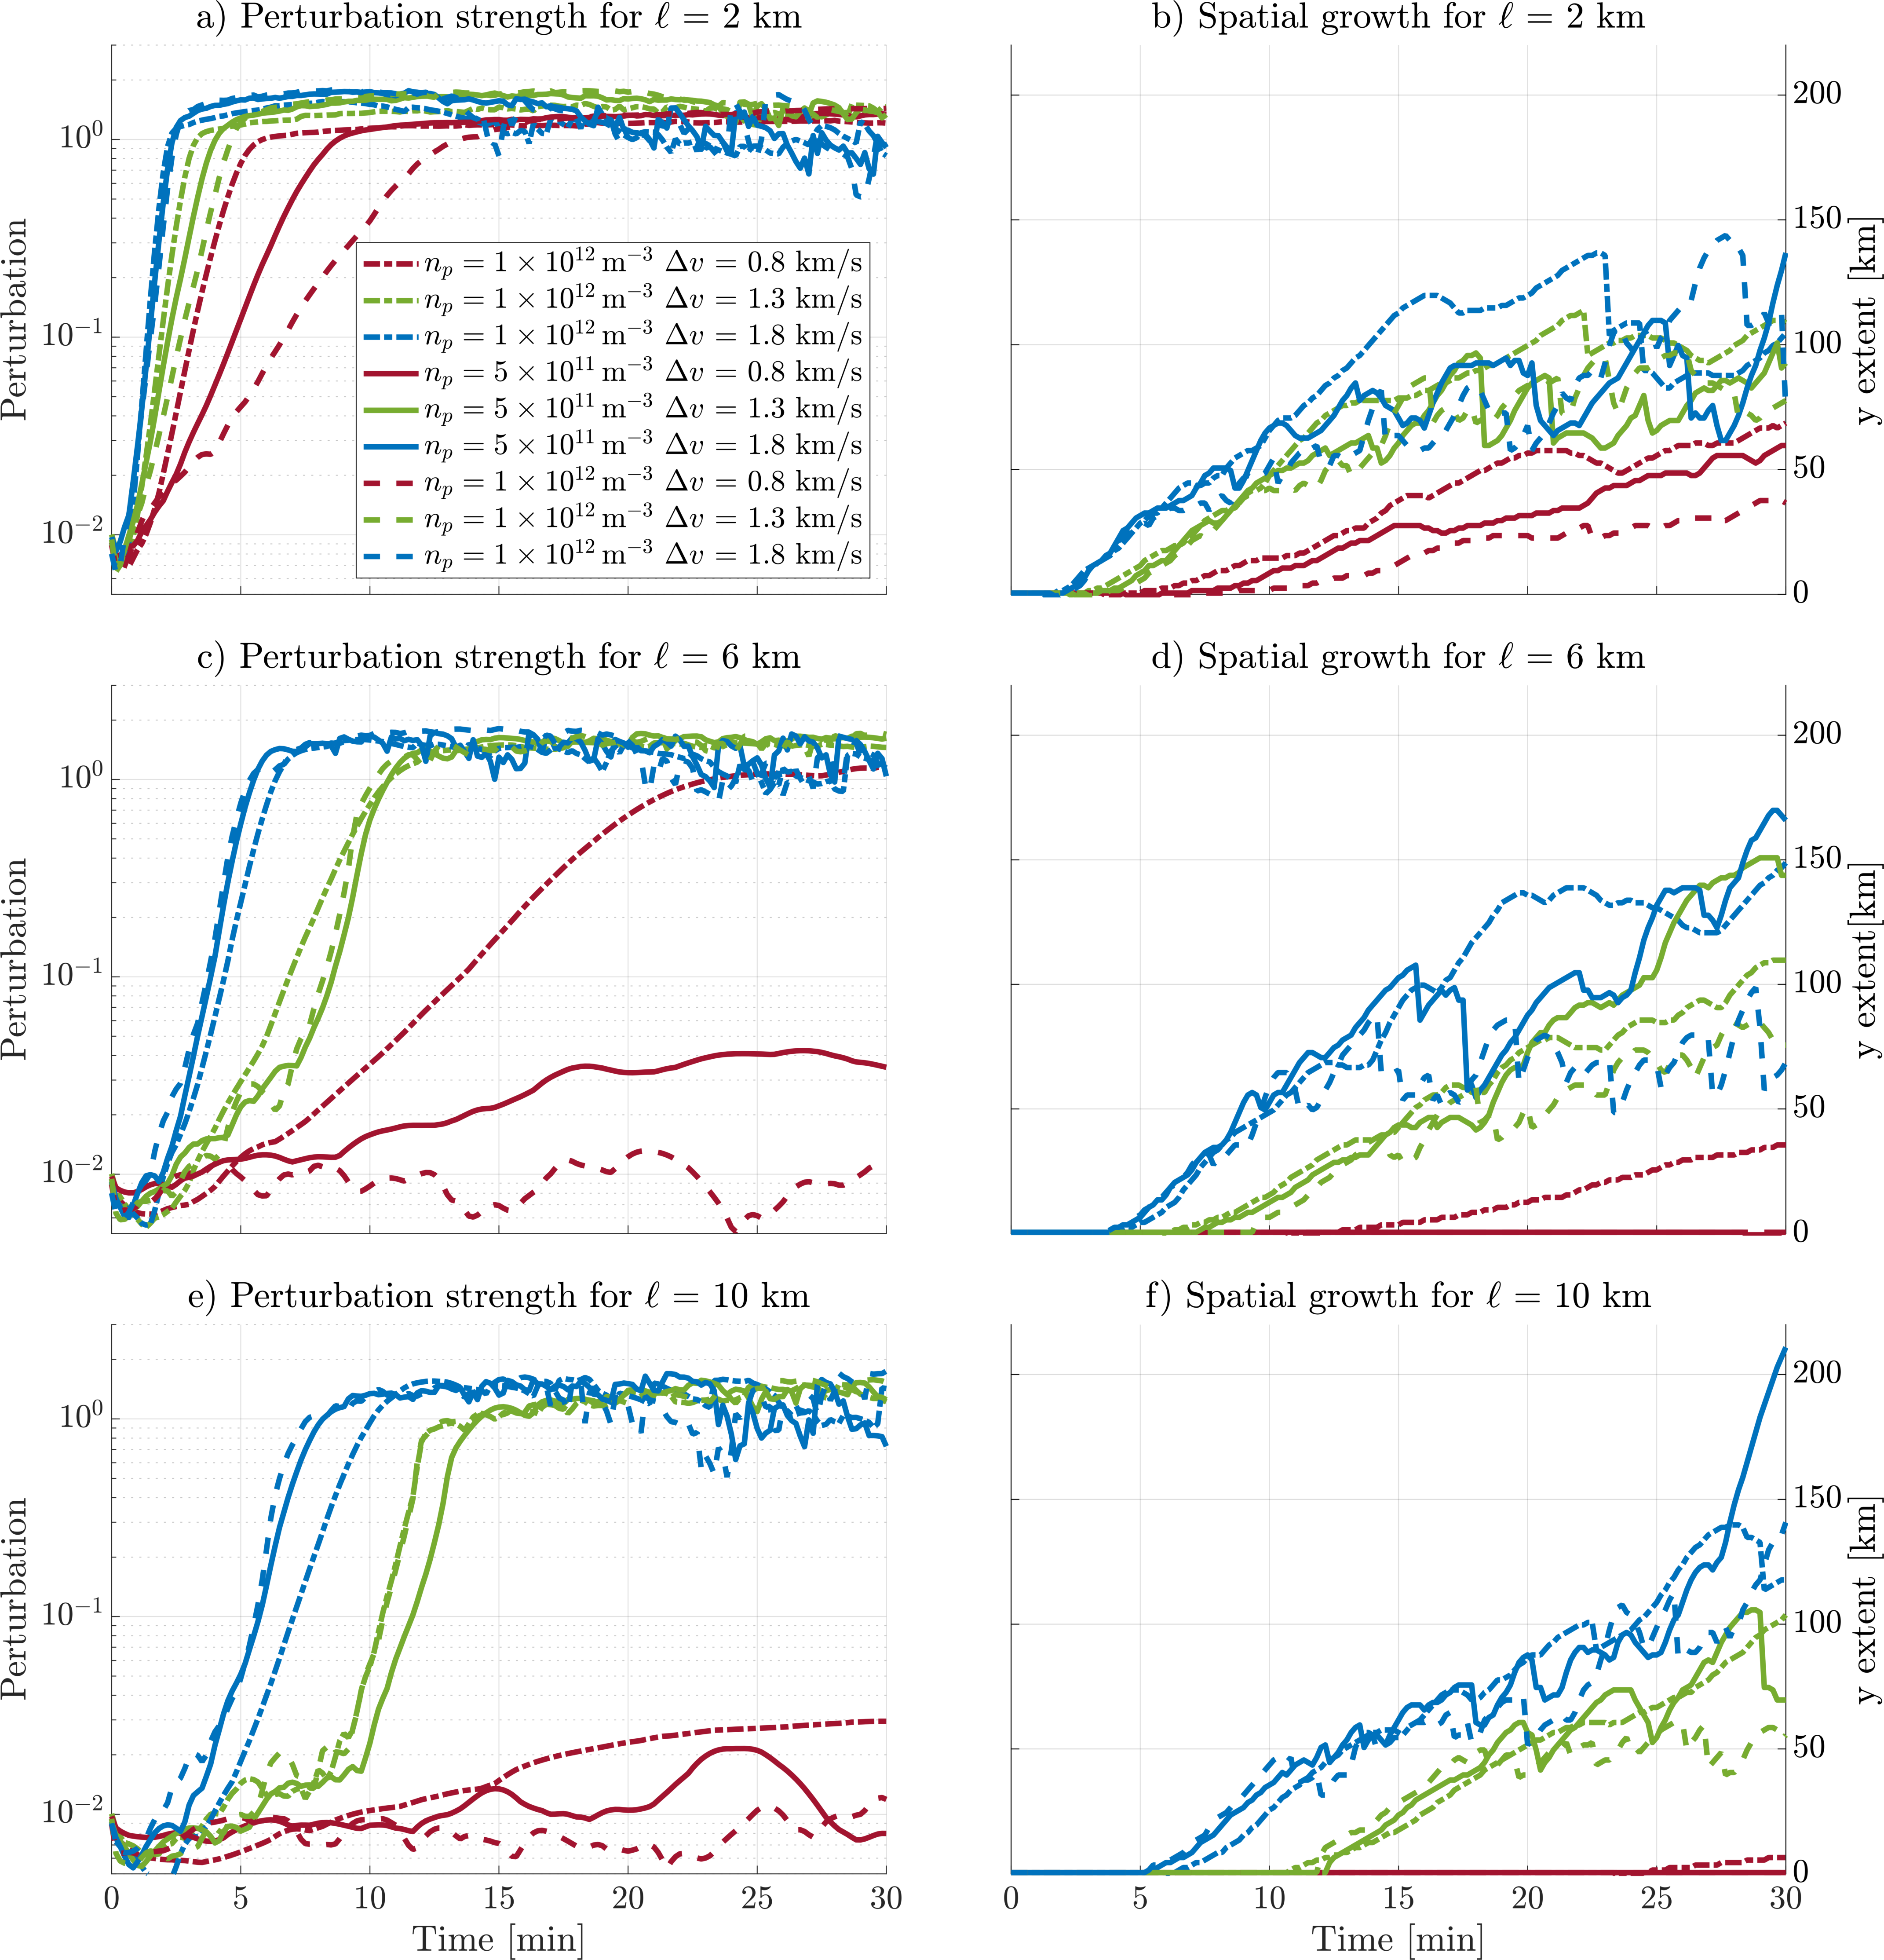 a) Perturbation strength for ℓ = 2 km
b) Spatial growth for ℓ = 2 km
Perturbation
10^0
10^-1
10^-2
n_p = 1 × 10^12 m^-3 Δv = 0.8 km/s
n_p = 1 × 10^12 m^-3 Δv = 1.3 km/s
n_p = 1 × 10^12 m^-3 Δv = 1.8 km/s
n_p = 5 × 10^11 m^-3 Δv = 0.8 km/s
n_p = 5 × 10^11 m^-3 Δv = 1.3 km/s
n_p = 5 × 10^11 m^-3 Δv = 1.8 km/s
n_p = 1 × 10^12 m^-3 Δv = 0.8 km/s
n_p = 1 × 10^12 m^-3 Δv = 1.3 km/s
n_p = 1 × 10^12 m^-3 Δv = 1.8 km/s
200
150
100
50
0
y extent [km]
c) Perturbation strength for ℓ = 6 km
d) Spatial growth for ℓ = 6 km
Perturbation
10^0
10^-1
10^-2
200
150
100
50
0
y extent[km]
e) Perturbation strength for ℓ = 10 km
f) Spatial growth for ℓ = 10 km
Perturbation
10^0
10^-1
10^-2
0 5 10 15 20 25 30
Time [min]
200
150
100
50
0
y extent [km]
0 5 10 15 20 25 30
Time [min]